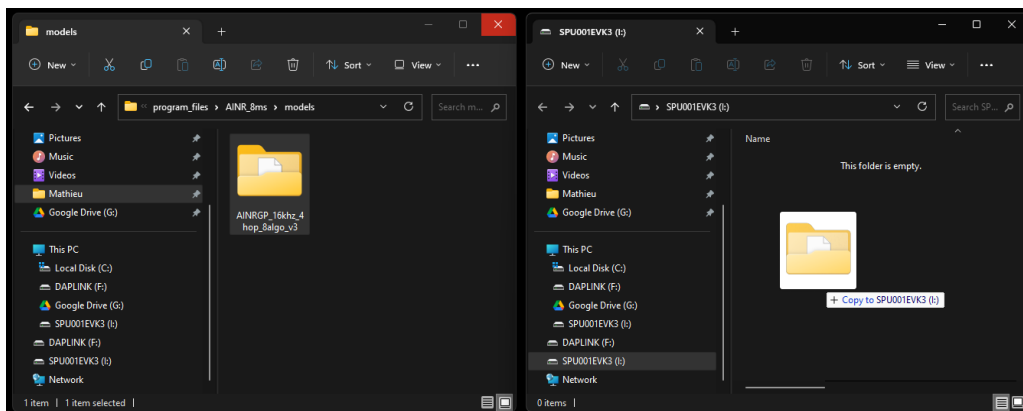 models
New
Sort
View
program_files > AINR_8ms > models
Search m...
Pictures
Music
Videos
Mathieu
Google Drive (G:)
This PC
Local Disk (C:)
DAPLINK (F:)
Google Drive (G:)
SPU001EVK3 (I:)
DAPLINK (F:)
SPU001EVK3 (I:)
Network
AINRGP_16khz_4
hop_8algo_v3
1 item | 1 item selected |
SPU001EVK3 (I:)
New
Sort
View
SPU001EVK3 (I:)
Search SP...
Pictures
Music
Videos
Mathieu
Google Drive (G:)
This PC
Local Disk (C:)
DAPLINK (F:)
Google Drive (G:)
SPU001EVK3 (I:)
DAPLINK (F:)
SPU001EVK3 (I:)
Network
Name
This folder is empty.
+ Copy to SPU001EVK3 (I:)
0 items |